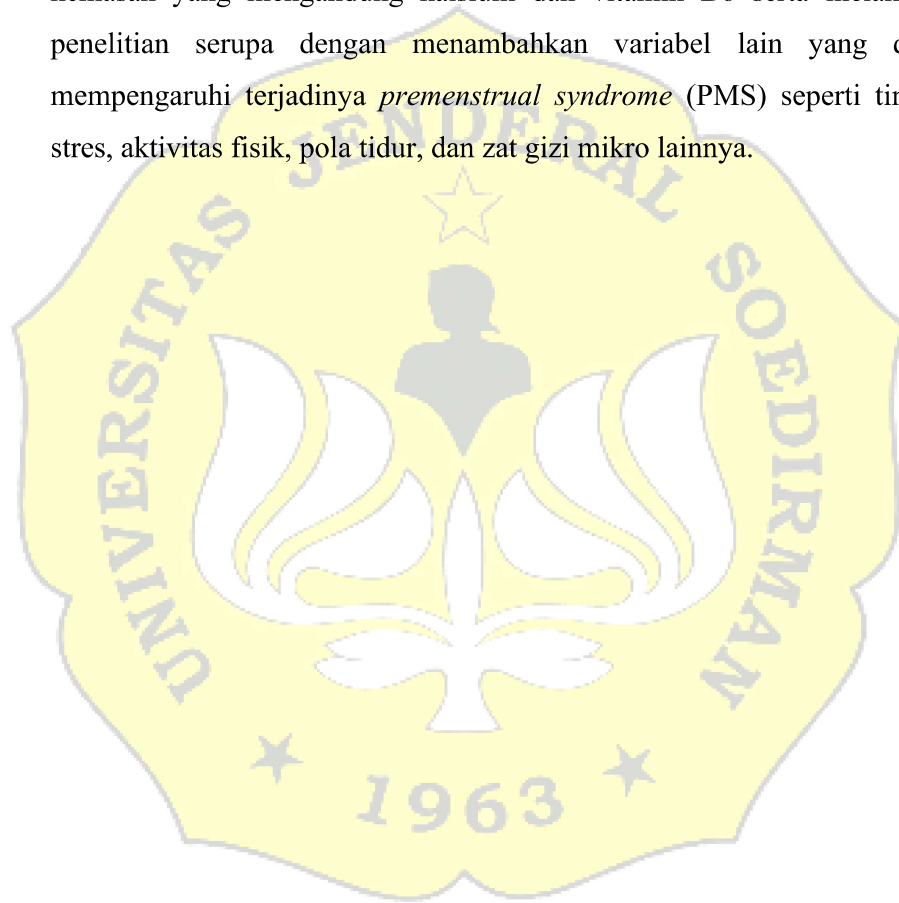 penelitian serupa dengan menambahkan variabel lain yang
mempengaruhi terjadinya premenstrual syndrome (PMS) seperti
stres, aktivitas fisik, pola tidur, dan zat gizi mikro lainnya.
UNIVERSITAS JENDERAL SOEDIRMAN
1963